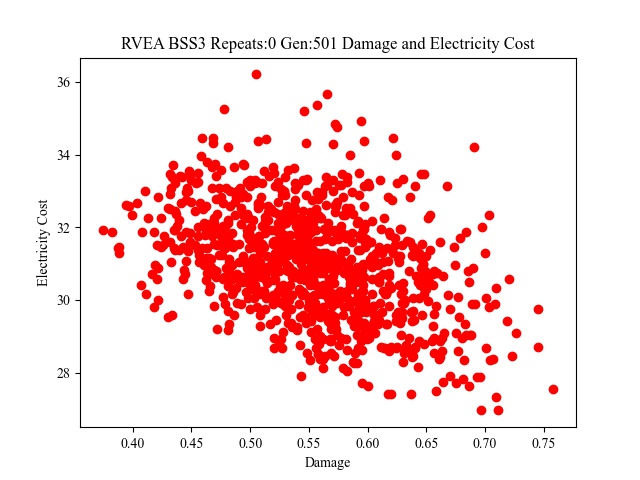 RVEA BSS3 Repeats:0 Gen:501 Damage and Electricity Cost
36
34
32
30
28
Electricity Cost
0.40 0.45 0.50 0.55 0.60 0.65 0.70 0.75
Damage